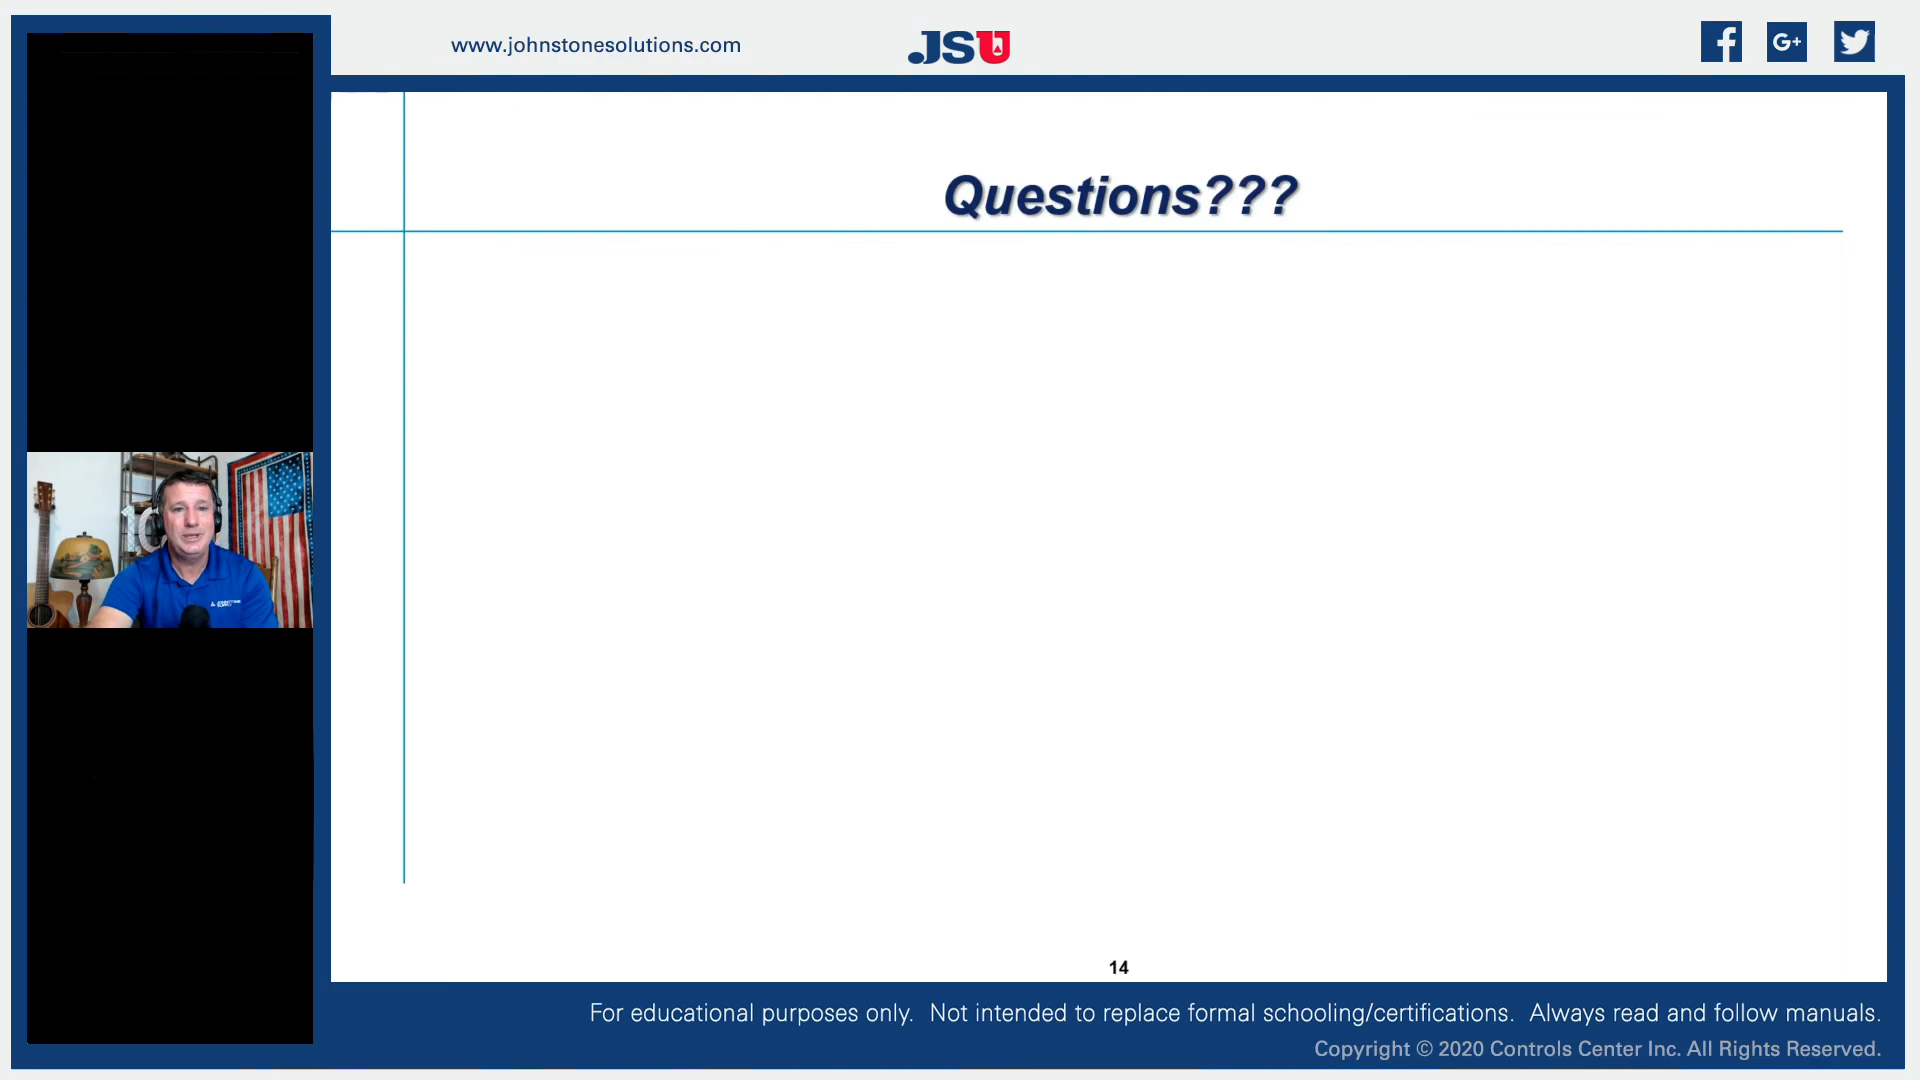 www.johnstonesolutions.com
JSU
G+
Questions???
14
For educational purposes only. Not intended to replace formal schooling/certifications. Always read and follow manuals.
Copyright © 2020 Controls Center Inc. All Rights Reserved.